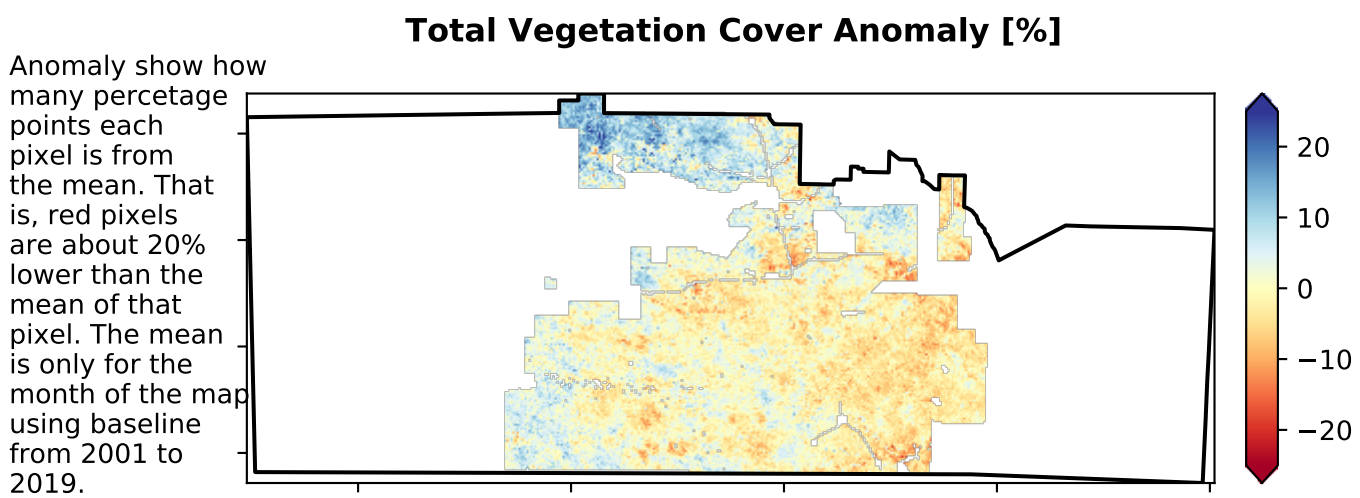 Total Vegetation Cover Anomaly [%]
Anomaly show how
many percetage
points each
pixel is from
the mean. That
is, red pixels
are about 20%
lower than the
mean of that
pixel. The mean
is only for the
month of the map
using baseline
from 2001 to
2019.
20
10
0
−10
−20